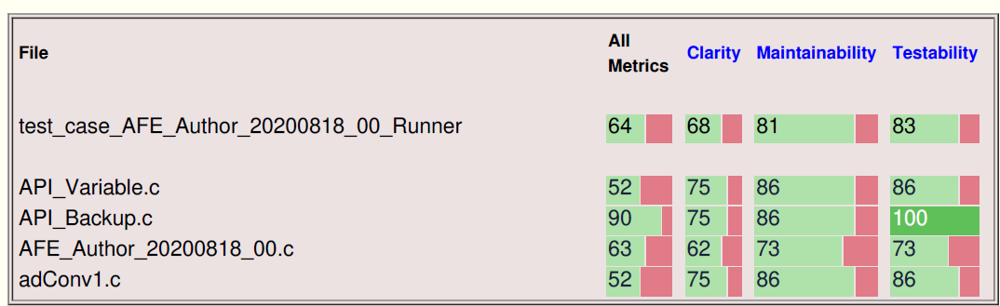 File All Metrics Clarity Maintainability Testability
test_case_AFE_Author_20200818_00_Runner 64 68 81 83
API_Variable.c 52 75 86 86
API_Backup.c 90 75 86 100
AFE_Author_20200818_00.c 63 62 73 73
adConv1.c 52 75 86 86